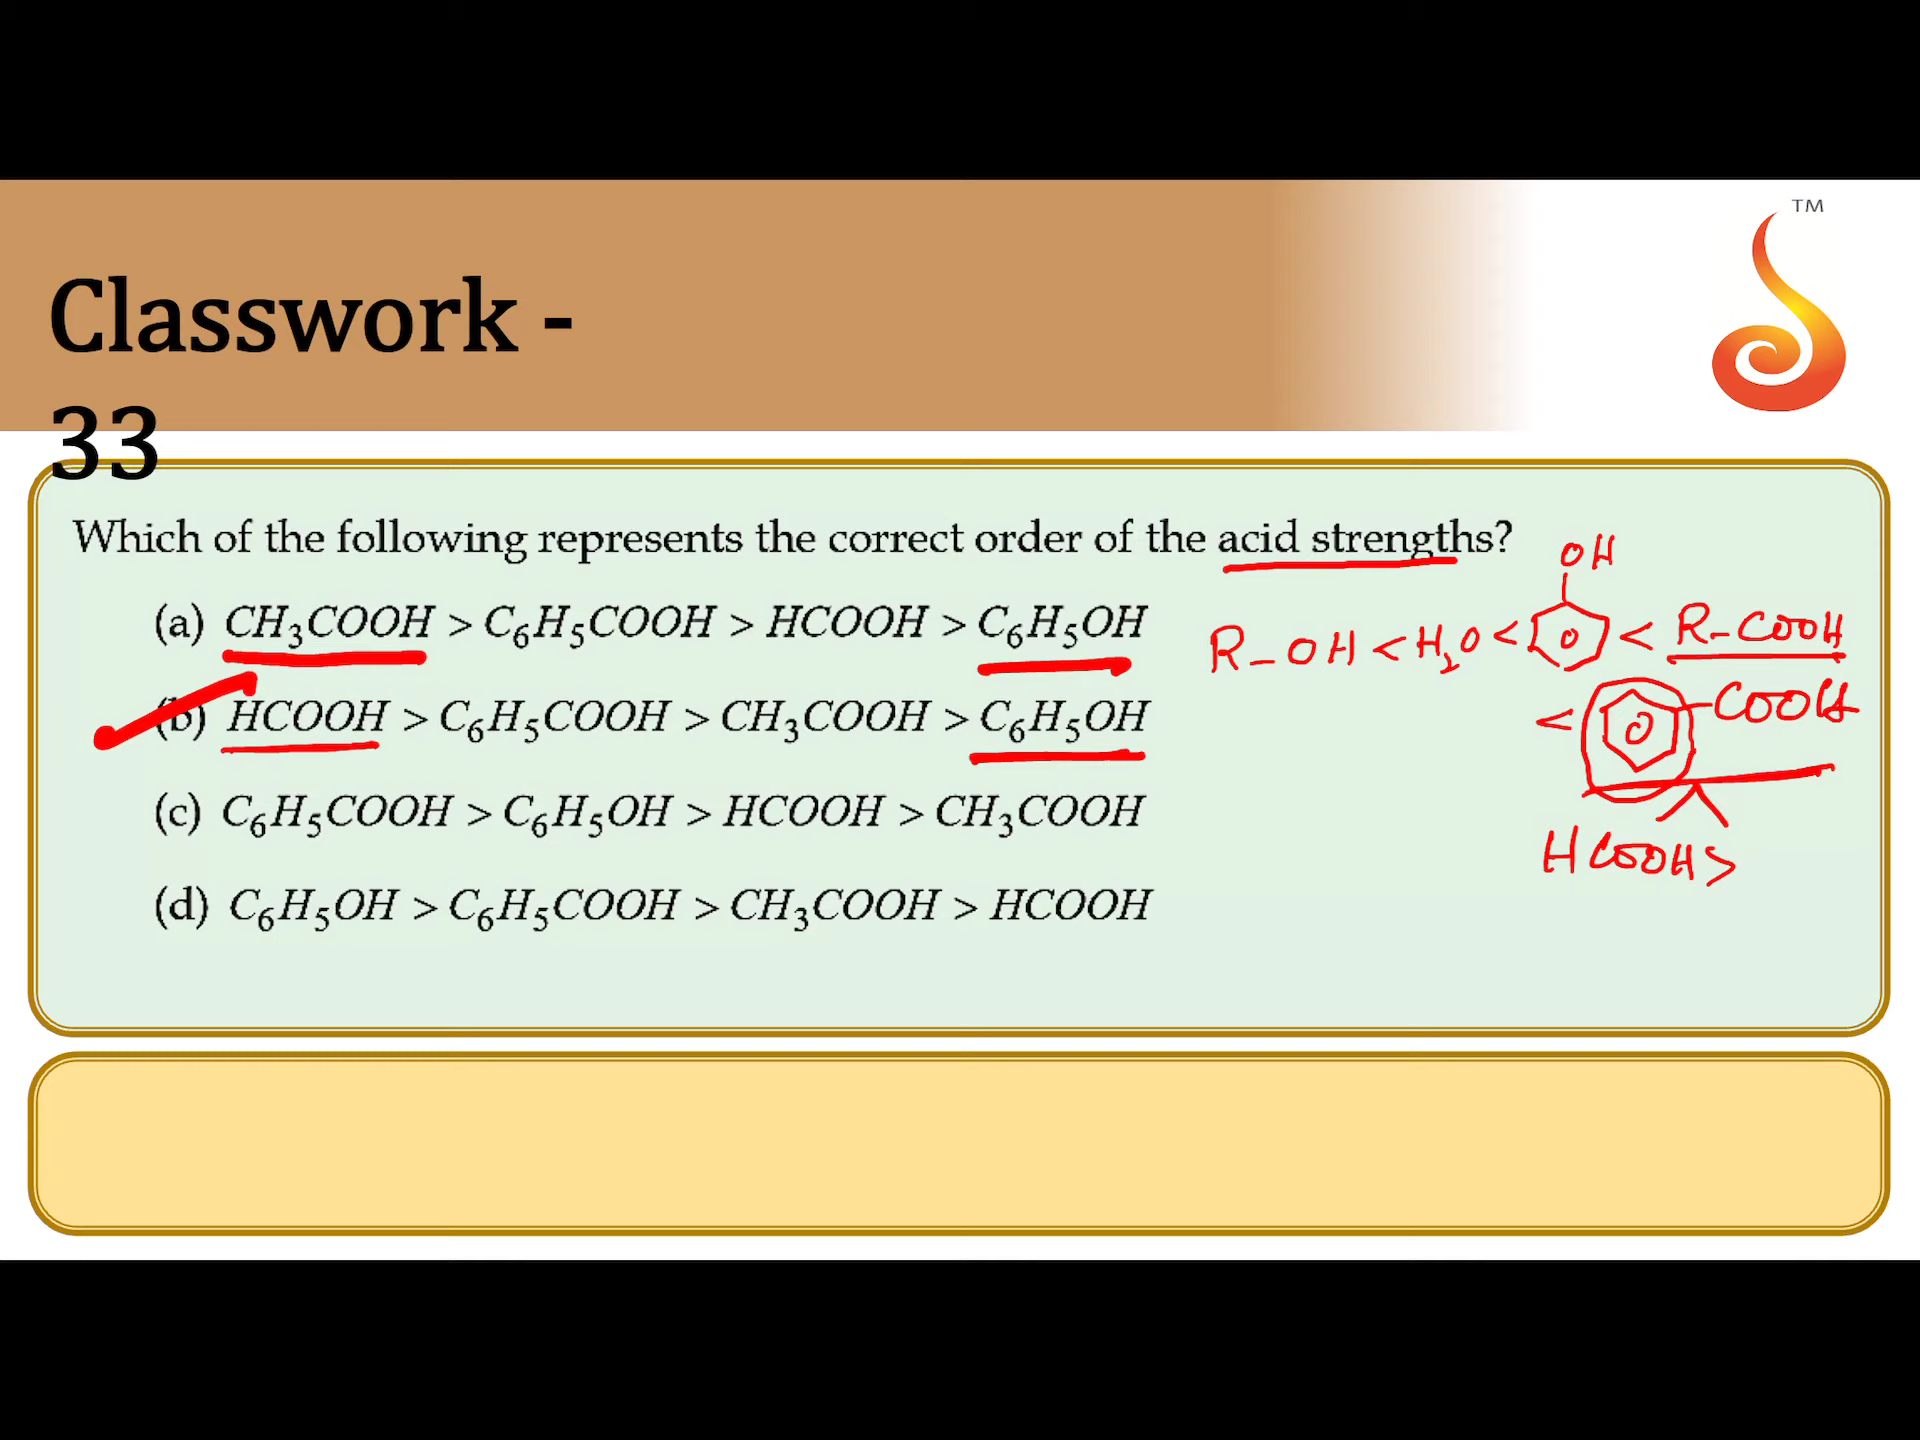 TM
Classwork -
33
Which of the following represents the correct order of the acid strengths?
(a) CH₃COOH > C₆H₅COOH > HCOOH > C₆H₅OH
(b) HCOOH > C₆H₅COOH > CH₃COOH > C₆H₅OH
(c) C₆H₅COOH > C₆H₅OH > HCOOH > CH₃COOH
(d) C₆H₅OH > C₆H₅COOH > CH₃COOH > HCOOH
OH
R-OH < H₂O < < R-COOH
< -COOH
HCOOH >